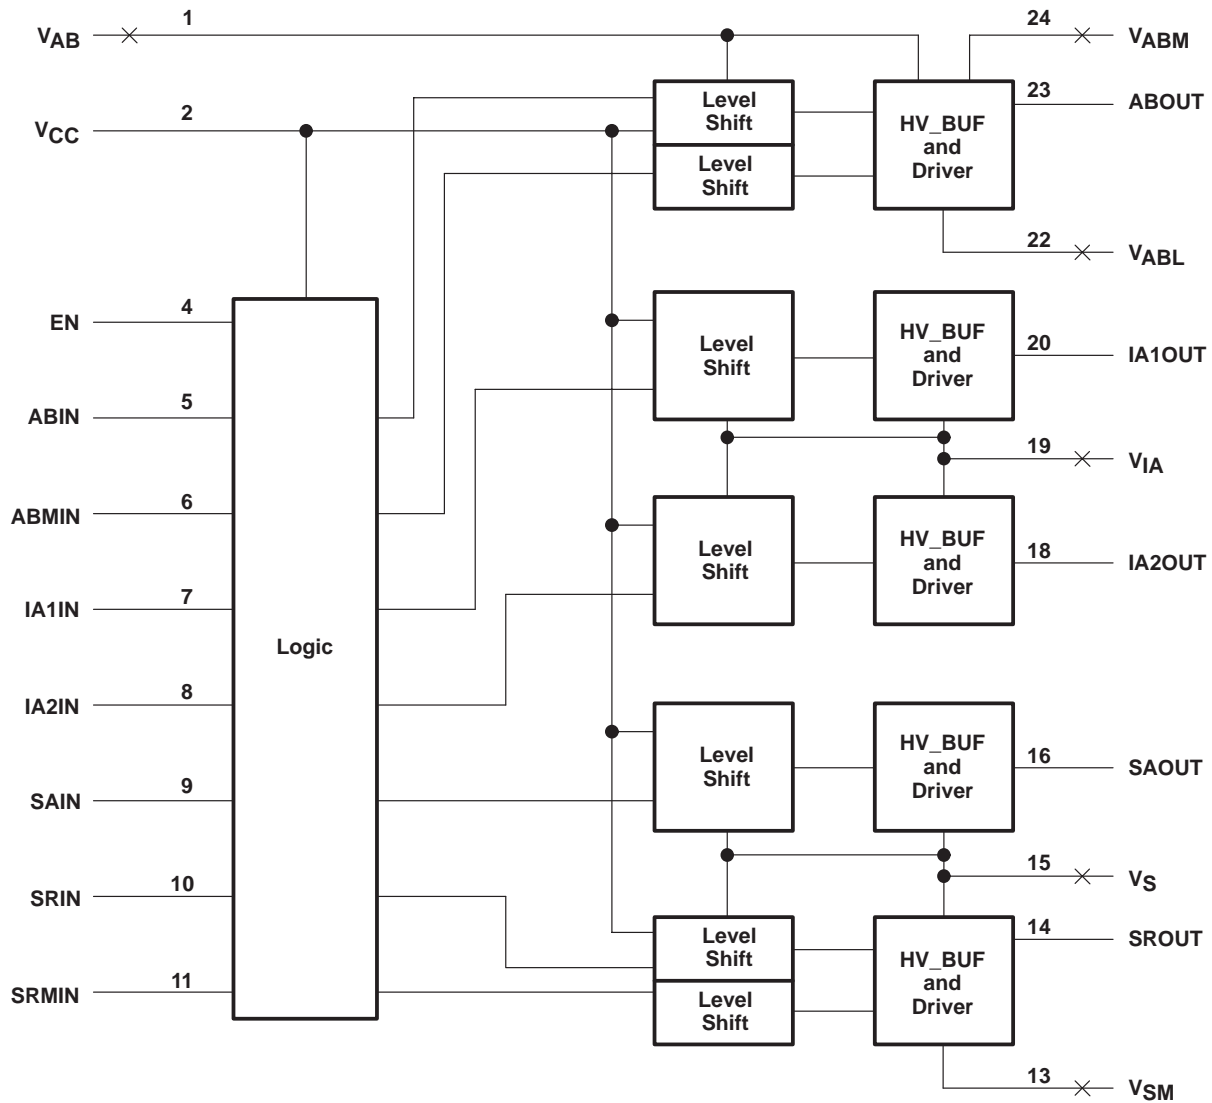 1
VAB
24
VABM
2
VCC
Level
Shift
Level
Shift
HV_BUF
and
Driver
23
ABOUT
22
VABL
4
EN
5
ABIN
6
ABMIN
7
IA1IN
8
IA2IN
9
SAIN
10
SRIN
11
SRMIN
Logic
Level
Shift
HV_BUF
and
Driver
20
IA1OUT
19
VIA
Level
Shift
HV_BUF
and
Driver
18
IA2OUT
Level
Shift
HV_BUF
and
Driver
16
SAOUT
15
VS
Level
Shift
Level
Shift
HV_BUF
and
Driver
14
SROUT
13
VSM